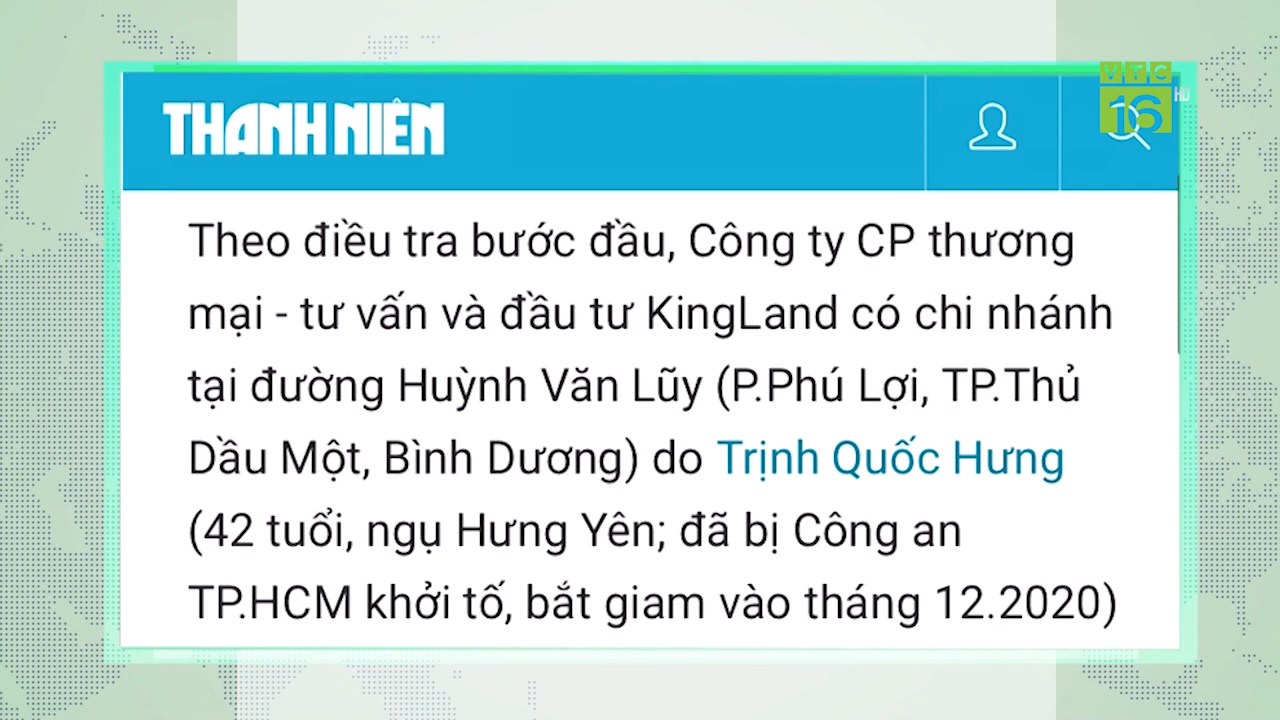 VTC
16
HD
THANH NIÊN
Theo điều tra bước đầu, Công ty CP thương
mại - tư vấn và đầu tư KingLand có chi nhánh
tại đường Huỳnh Văn Lũy (P.Phú Lợi, TP.Thủ
Dầu Một, Bình Dương) do Trịnh Quốc Hưng
(42 tuổi, ngụ Hưng Yên; đã bị Công an
TP.HCM khởi tố, bắt giam vào tháng 12.2020)